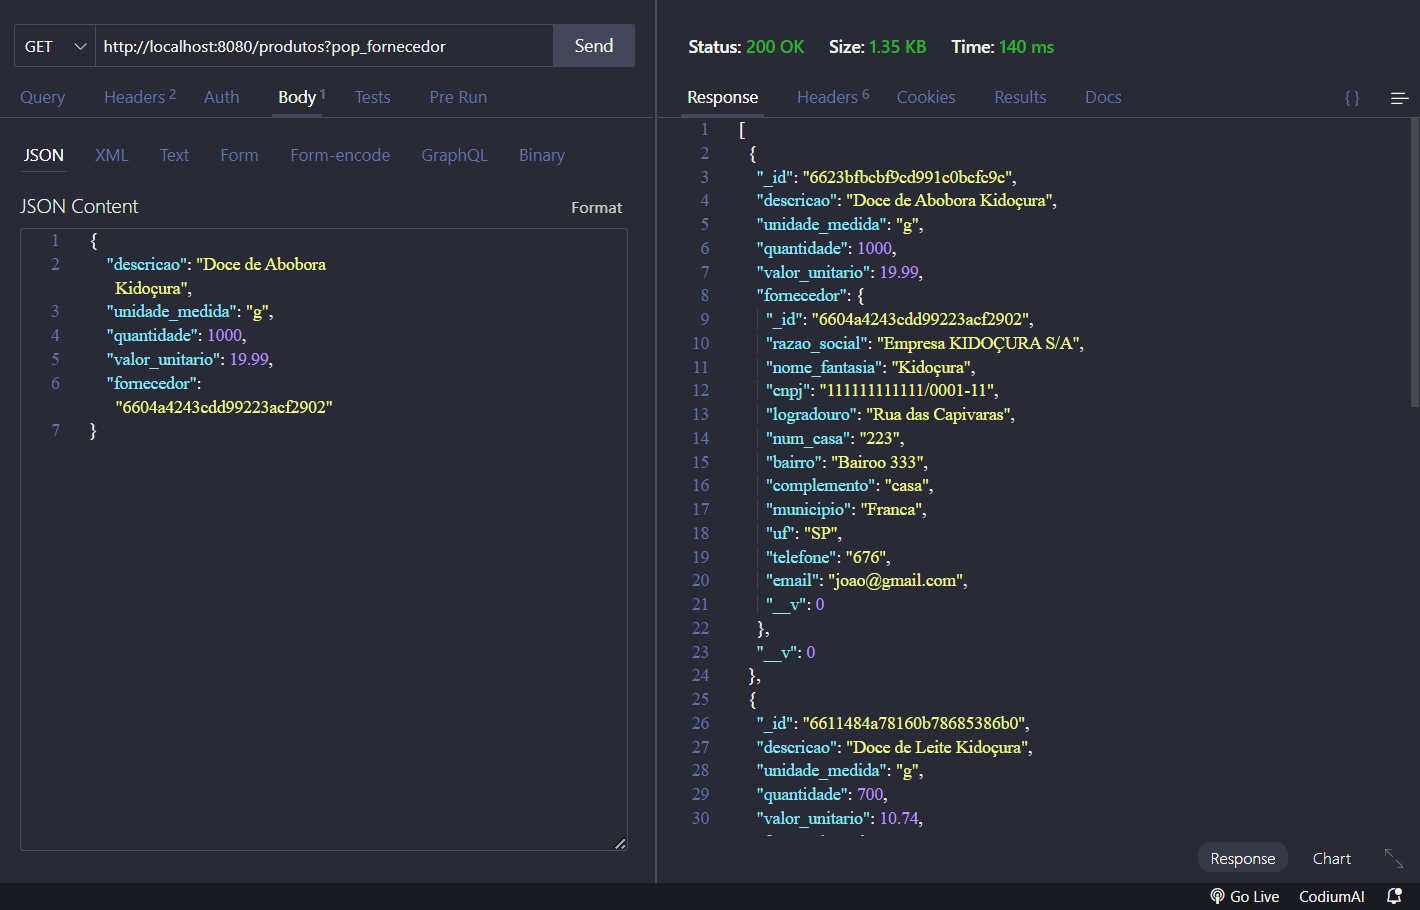 GET
http://localhost:8080/produtos?pop_fornecedor
Send
Query
Headers 2
Auth
Body 1
Tests
Pre Run
JSON
XML
Text
Form
Form-encode
GraphQL
Binary
JSON Content
Format
1 {
2 "descricao": "Doce de Abobora
Kidoçura",
3 "unidade_medida": "g",
4 "quantidade": 1000,
5 "valor_unitario": 19.99,
6 "fornecedor":
"6604a4243cdd99223acf2902"
7 }
Status: 200 OK
Size: 1.35 KB
Time: 140 ms
Response
Headers 6
Cookies
Results
Docs
{ }
1 [
2 {
3 "_id": "6623bfbcbf9cd991c0bcfc9c",
4 "descricao": "Doce de Abobora Kidoçura",
5 "unidade_medida": "g",
6 "quantidade": 1000,
7 "valor_unitario": 19.99,
8 "fornecedor": {
9 "_id": "6604a4243cdd99223acf2902",
10 "razao_social": "Empresa KIDOÇURA S/A",
11 "nome_fantasia": "Kidoçura",
12 "cnpj": "111111111111/0001-11",
13 "logradouro": "Rua das Capivaras",
14 "num_casa": "223",
15 "bairro": "Bairoo 333",
16 "complemento": "casa",
17 "municipio": "Franca",
18 "uf": "SP",
19 "telefone": "676",
20 "email": "joao@gmail.com",
21 "__v": 0
22 },
23 "__v": 0
24 },
25 {
26 "_id": "6611484a78160b78685386b0",
27 "descricao": "Doce de Leite Kidoçura",
28 "unidade_medida": "g",
29 "quantidade": 700,
30 "valor_unitario": 10.74,
Response
Chart
Go Live
CodiumAI